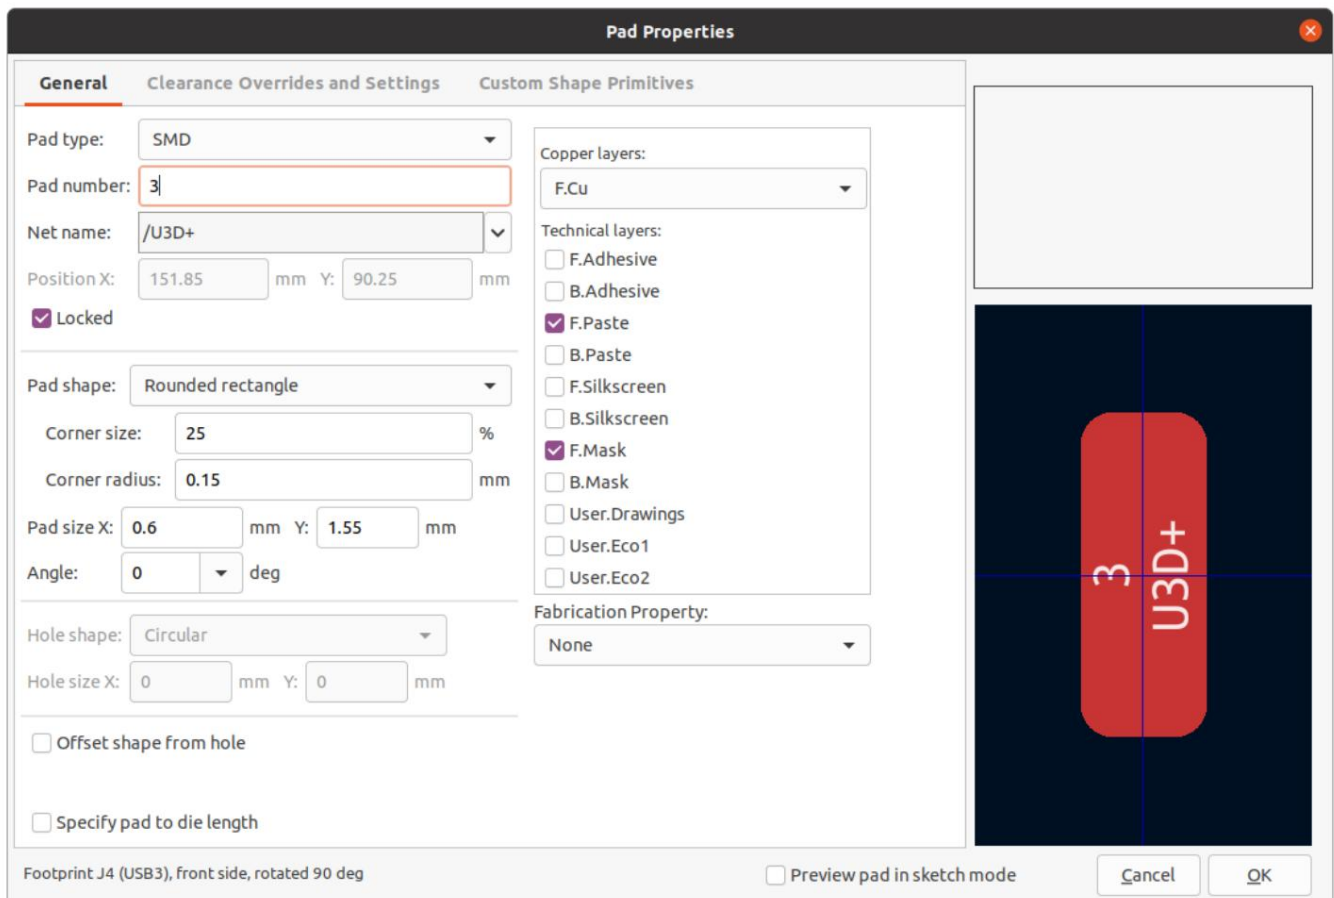 Pad Properties
General Clearance Overrides and Settings Custom Shape Primitives
Pad type: SMD
Pad number: 3
Net name: /U3D+
Position X: 151.85 mm Y: 90.25 mm
Locked
Pad shape: Rounded rectangle
Corner size: 25 %
Corner radius: 0.15 mm
Pad size X: 0.6 mm Y: 1.55 mm
Angle: 0 deg
Hole shape: Circular
Hole size X: 0 mm Y: 0 mm
Offset shape from hole
Specify pad to die length
Copper layers:
F.Cu
Technical layers:
F.Adhesive
B.Adhesive
F.Paste
B.Paste
F.Silkscreen
B.Silkscreen
F.Mask
B.Mask
User.Drawings
User.Eco1
User.Eco2
Fabrication Property:
None
3
U3D+
Footprint J4 (USB3), front side, rotated 90 deg
Preview pad in sketch mode
Cancel
OK